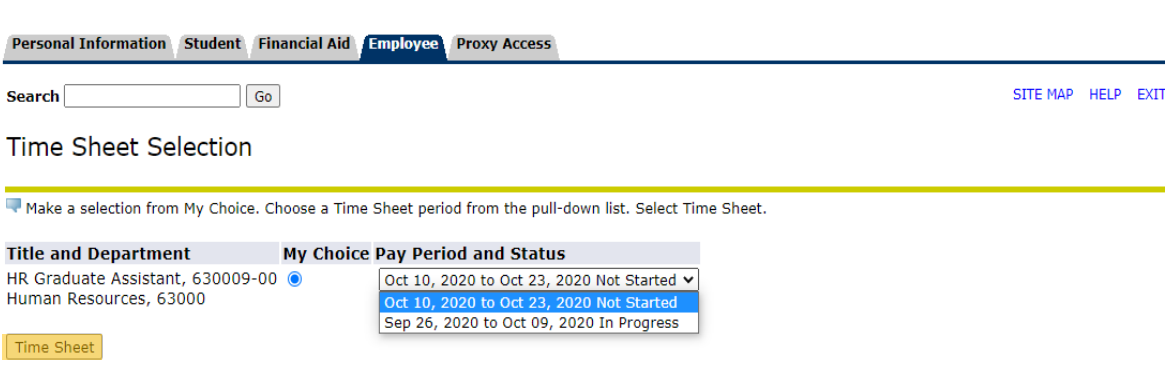 Personal Information Student Financial Aid Employee Proxy Access
Search Go SITE MAP HELP EXIT
Time Sheet Selection
Make a selection from My Choice. Choose a Time Sheet period from the pull-down list. Select Time Sheet.
Title and Department My Choice Pay Period and Status
HR Graduate Assistant, 630009-00 Oct 10, 2020 to Oct 23, 2020 Not Started
Human Resources, 63000 Oct 10, 2020 to Oct 23, 2020 Not Started
Sep 26, 2020 to Oct 09, 2020 In Progress
Time Sheet